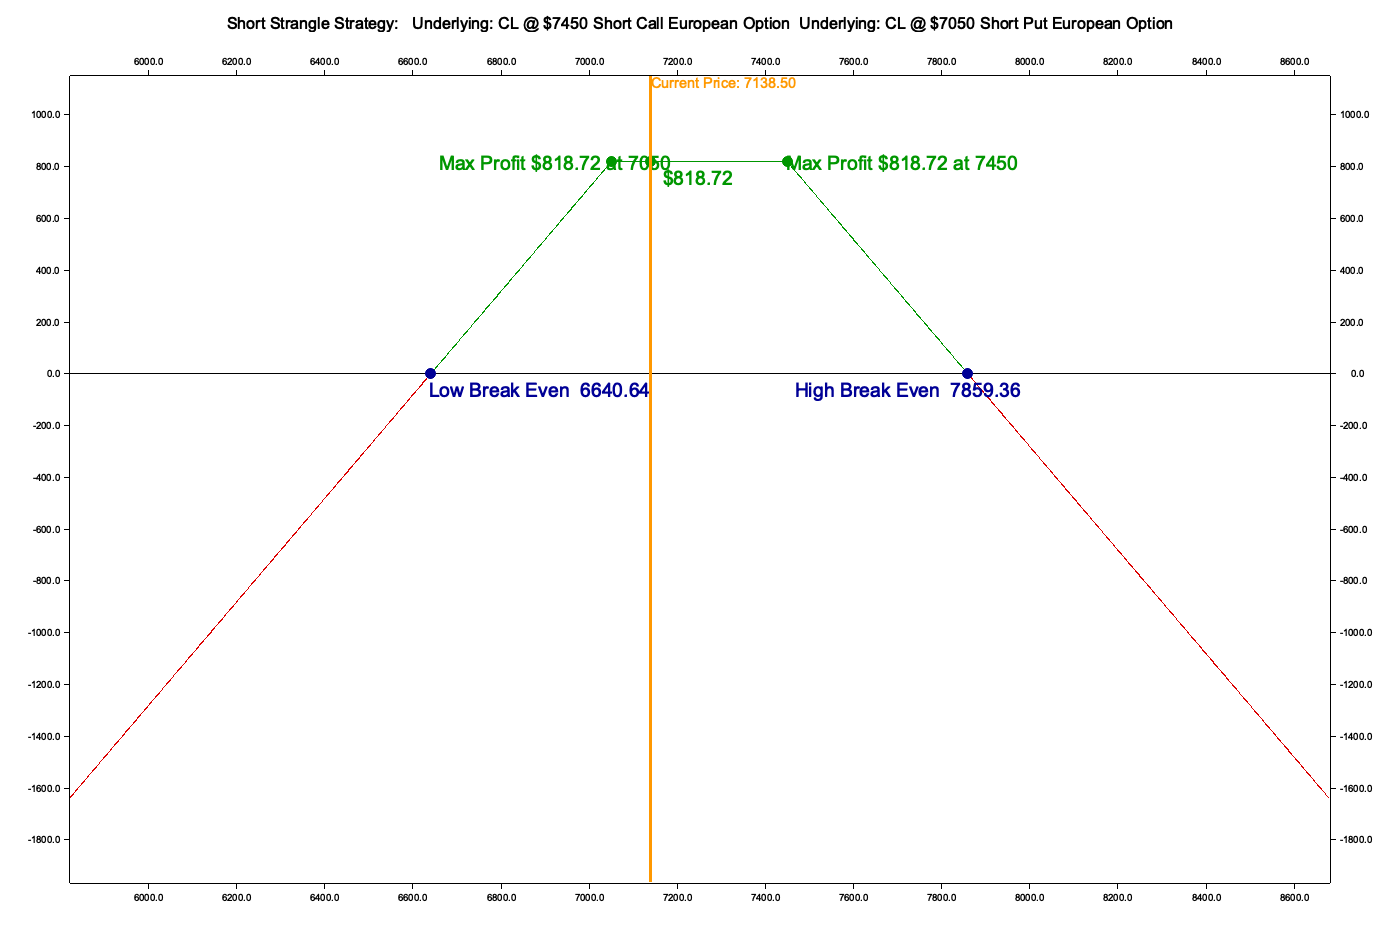 Short Strangle Strategy:   Underlying: CL @ $7450 Short Call European Option  Underlying: CL @ $7050 Short Put European Option
6000.0 6200.0 6400.0 6600.0 6800.0 7000.0 7200.0 7400.0 7600.0 7800.0 8000.0 8200.0 8400.0 8600.0
Current Price: 7138.50
1000.0 1000.0
Max Profit $818.72 at 7050 Max Profit $818.72 at 7450
800.0 800.0
$818.72
600.0 600.0
400.0 400.0
200.0 200.0
0.0 0.0
Low Break Even  6640.64 High Break Even  7859.36
-200.0 -200.0
-400.0 -400.0
-600.0 -600.0
-800.0 -800.0
-1000.0 -1000.0
-1200.0 -1200.0
-1400.0 -1400.0
-1600.0 -1600.0
-1800.0 -1800.0
6000.0 6200.0 6400.0 6600.0 6800.0 7000.0 7200.0 7400.0 7600.0 7800.0 8000.0 8200.0 8400.0 8600.0